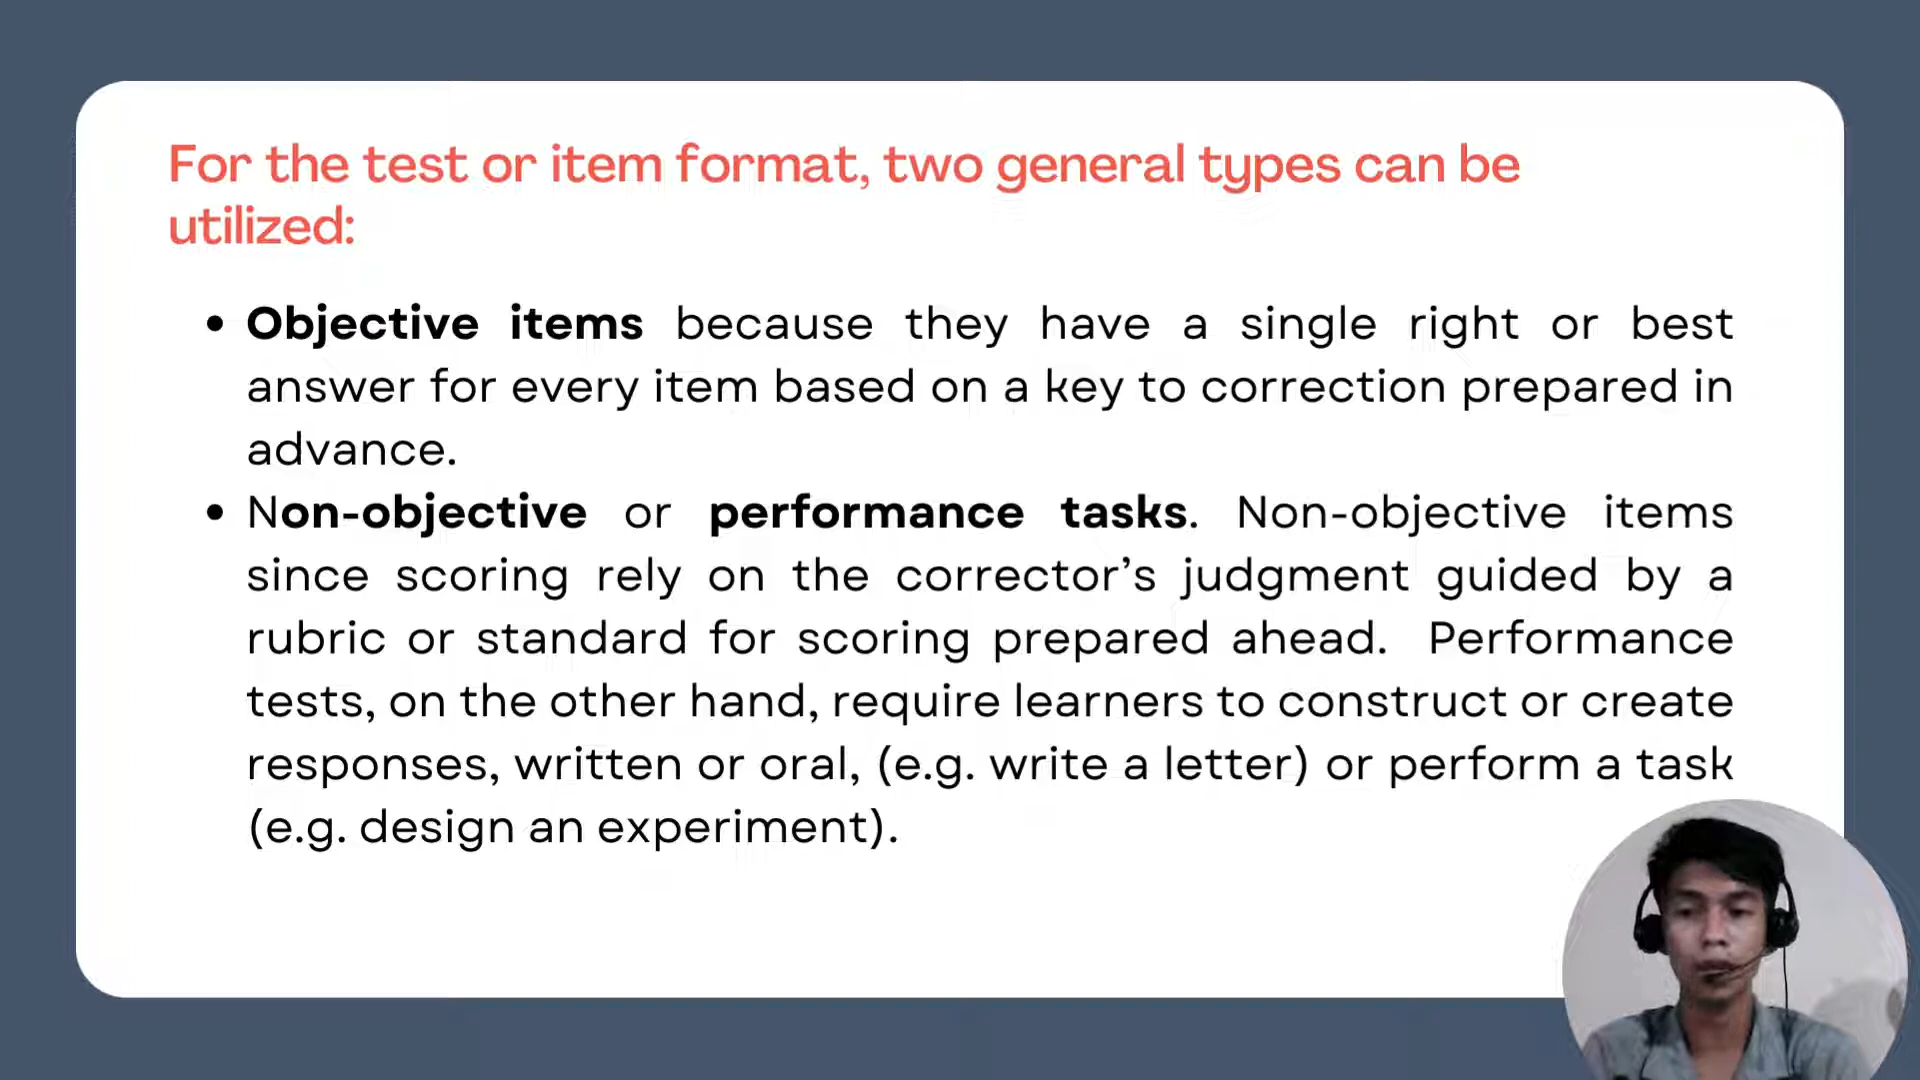 For the test or item format, two general types can be
utilized:
• Objective items because they have a single right or best
answer for every item based on a key to correction prepared in
advance.
• Non-objective or performance tasks. Non-objective items
since scoring rely on the corrector’s judgment guided by a
rubric or standard for scoring prepared ahead. Performance
tests, on the other hand, require learners to construct or create
responses, written or oral, (e.g. write a letter) or perform a task
(e.g. design an experiment).